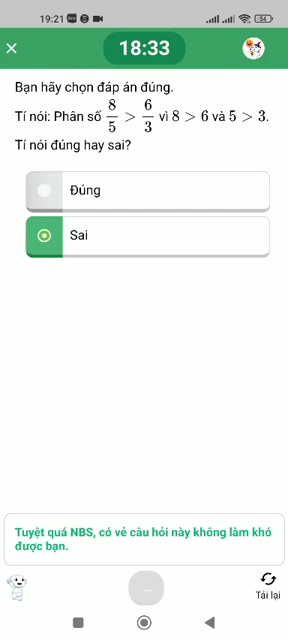 19:21
54
18:33
Bạn hãy chọn đáp án đúng.
Tí nói: Phân số 8/5 > 6/3 vì 8 > 6 và 5 > 3.
Tí nói đúng hay sai?
Đúng
Sai
Tuyệt quá NBS, có vẻ câu hỏi này không làm khó
được bạn.
...
Tải lại